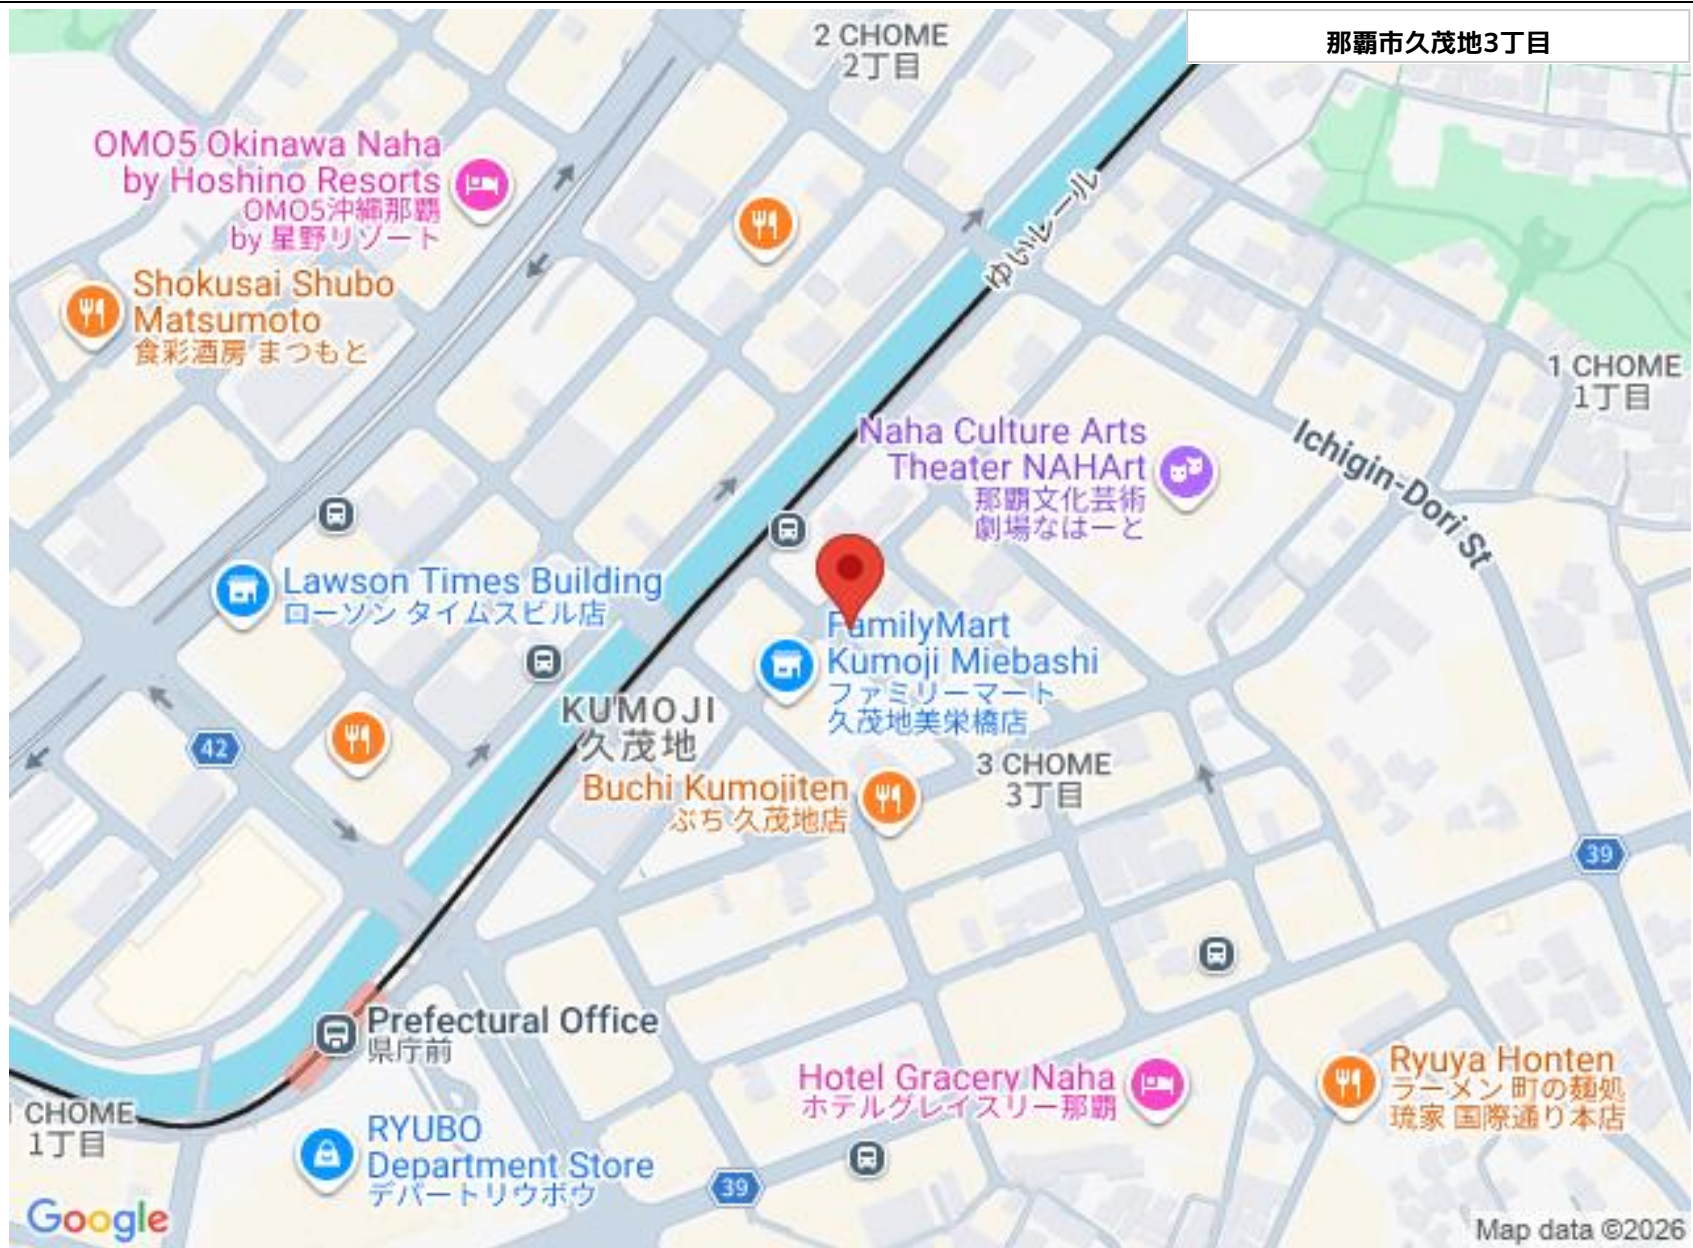 那覇市久茂地3丁目
2 CHOME
2丁目
OMO5 Okinawa Naha
by Hoshino Resorts
OMO5沖縄那覇
by 星野リゾート
ゆいレール
Shokusai Shubo
Matsumoto
食彩酒房 まつもと
1 CHOME
1丁目
Naha Culture Arts
Theater NAHArt
那覇文化芸術
劇場なはーと
Ichigin-Dori St
Lawson Times Building
ローソン タイムスビル店
FamilyMart
Kumoji Miebashi
ファミリーマート
久茂地美栄橋店
KUMOJI
久茂地
42
Buchi Kumojiten
ぶち 久茂地店
3 CHOME
3丁目
39
Prefectural Office
県庁前
Hotel Gracery Naha
ホテルグレイスリー那覇
Ryuya Honten
ラーメン 町の麺処
琉家 国際通り本店
CHOME
1丁目
RYUBO
Department Store
デパートリウボウ
39
Google
Map data ©2026